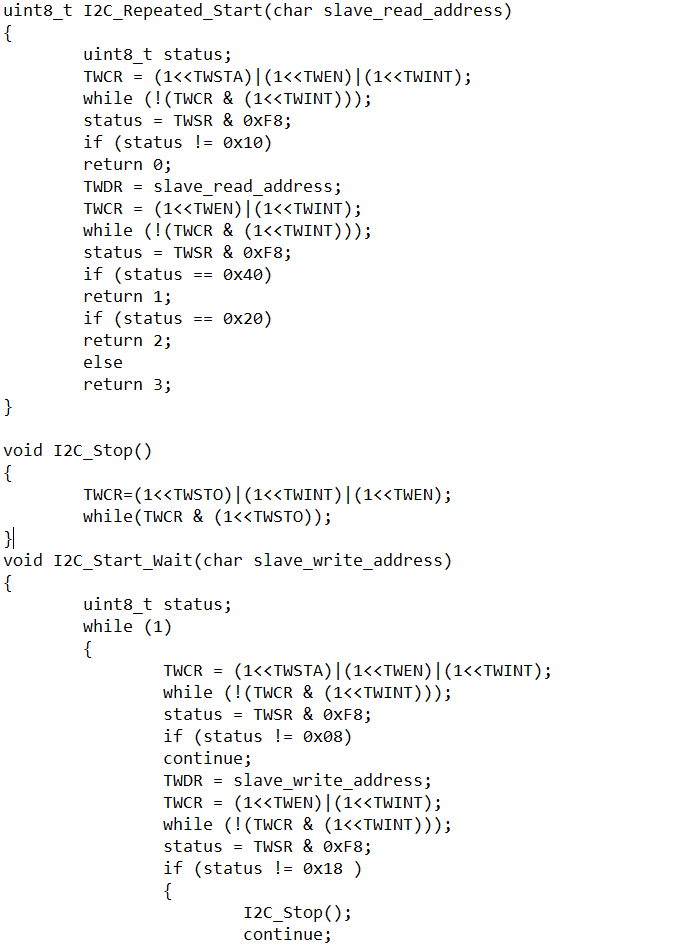 uint8_t I2C_Repeated_Start(char slave_read_address)
{
        uint8_t status;
        TWCR = (1<<TWSTA)|(1<<TWEN)|(1<<TWINT);
        while (!(TWCR & (1<<TWINT)));
        status = TWSR & 0xF8;
        if (status != 0x10)
        return 0;
        TWDR = slave_read_address;
        TWCR = (1<<TWEN)|(1<<TWINT);
        while (!(TWCR & (1<<TWINT)));
        status = TWSR & 0xF8;
        if (status == 0x40)
        return 1;
        if (status == 0x20)
        return 2;
        else
        return 3;
}

void I2C_Stop()
{
        TWCR=(1<<TWSTO)|(1<<TWINT)|(1<<TWEN);
        while(TWCR & (1<<TWSTO));
}
void I2C_Start_Wait(char slave_write_address)
{
        uint8_t status;
        while (1)
        {
                TWCR = (1<<TWSTA)|(1<<TWEN)|(1<<TWINT);
                while (!(TWCR & (1<<TWINT)));
                status = TWSR & 0xF8;
                if (status != 0x08)
                continue;
                TWDR = slave_write_address;
                TWCR = (1<<TWEN)|(1<<TWINT);
                while (!(TWCR & (1<<TWINT)));
                status = TWSR & 0xF8;
                if (status != 0x18 )
                {
                        I2C_Stop();
                        continue;